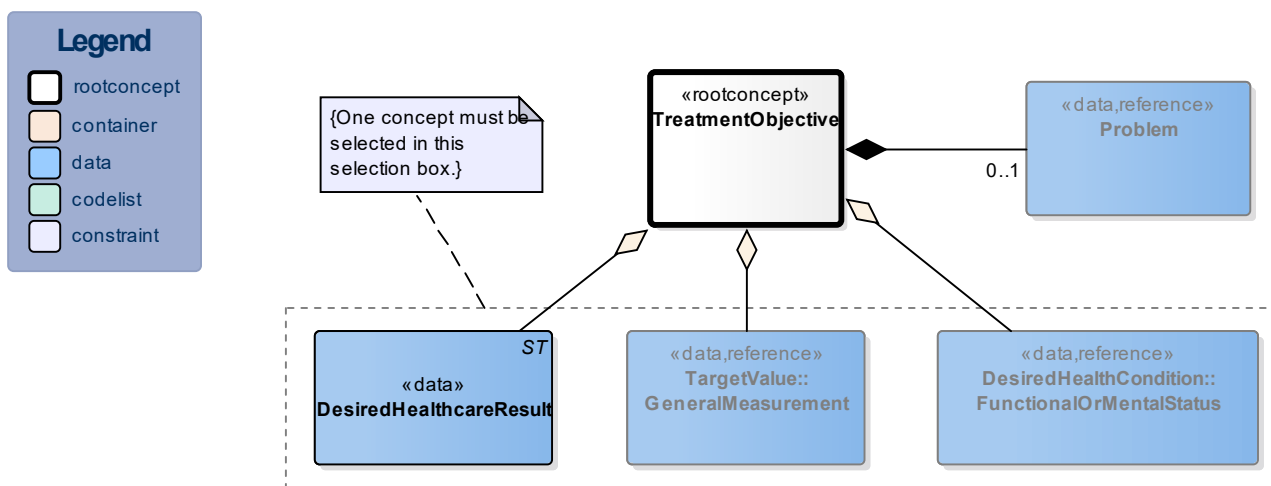 Legend
rootconcept
container
data
codelist
constraint
{One concept must be
selected in this
selection box.}
«rootconcept»
TreatmentObjective
«data,reference»
Problem
0..1
ST
«data»
DesiredHealthcareResult
«data,reference»
TargetValue::
GeneralMeasurement
«data,reference»
DesiredHealthCondition::
FunctionalOrMentalStatus